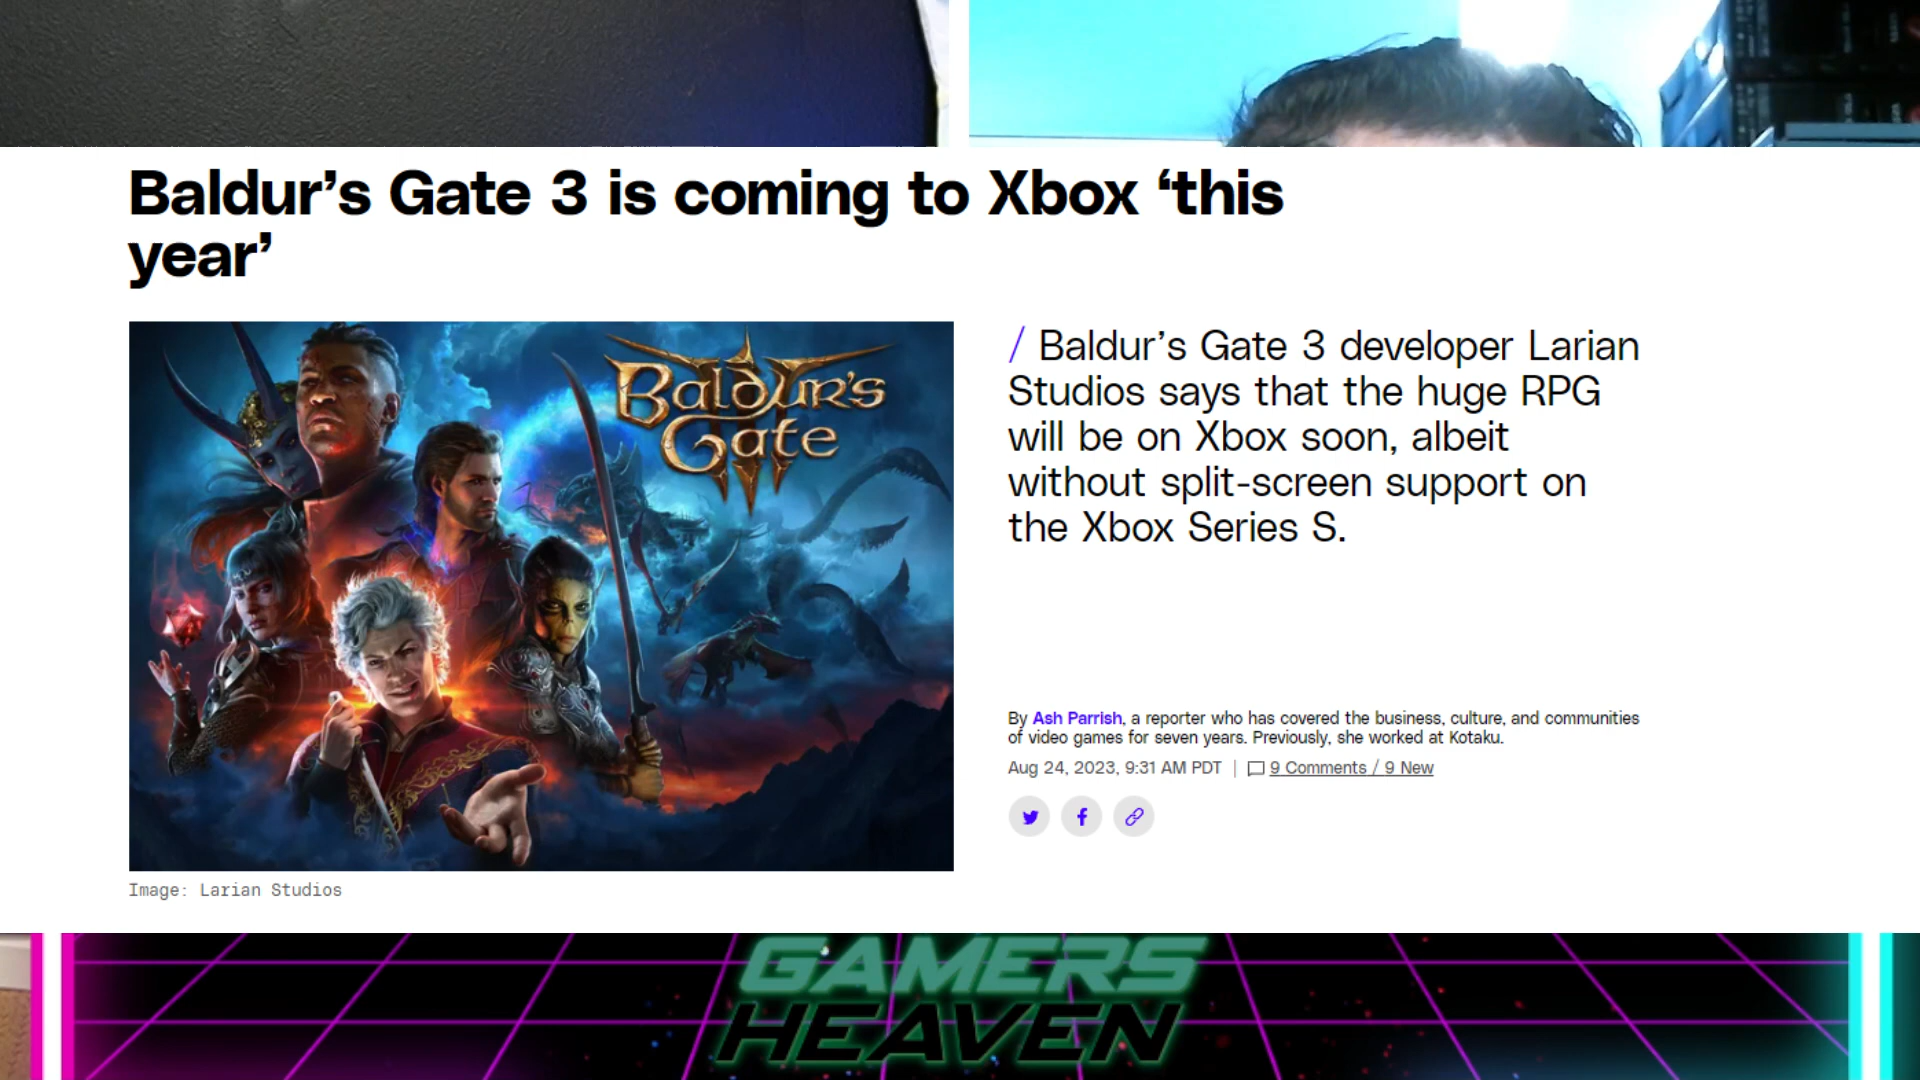 Baldur’s Gate 3 is coming to Xbox ‘this
year’
BALDUR'S
GATE
/ Baldur’s Gate 3 developer Larian
Studios says that the huge RPG
will be on Xbox soon, albeit
without split-screen support on
the Xbox Series S.
By Ash Parrish, a reporter who has covered the business, culture, and communities
of video games for seven years. Previously, she worked at Kotaku.
Aug 24, 2023, 9:31 AM PDT | 9 Comments / 9 New
Image: Larian Studios
GAMERS
HEAVEN